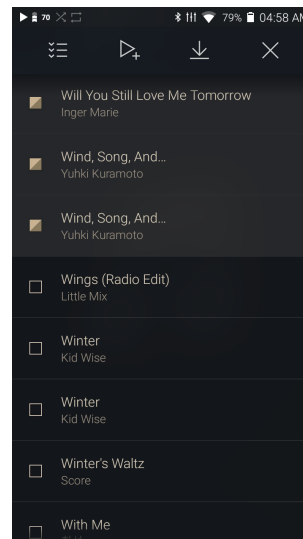 70 79% 04:58 AM
Will You Still Love Me Tomorrow
Inger Marie
Wind, Song, And...
Yuhki Kuramoto
Wind, Song, And...
Yuhki Kuramoto
Wings (Radio Edit)
Little Mix
Winter
Kid Wise
Winter
Kid Wise
Winter's Waltz
Score
With Me